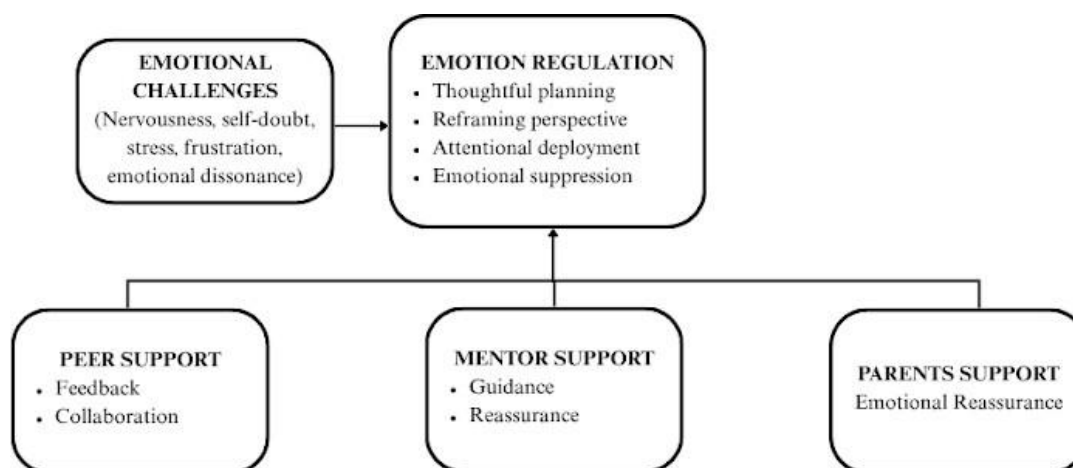 EMOTIONAL
CHALLENGES
(Nervousness, self-doubt,
stress, frustration,
emotional dissonance)
EMOTION REGULATION
• Thoughtful planning
• Reframing perspective
• Attentional deployment
• Emotional suppression
PEER SUPPORT
• Feedback
• Collaboration
MENTOR SUPPORT
• Guidance
• Reassurance
PARENTS SUPPORT
Emotional Reassurance